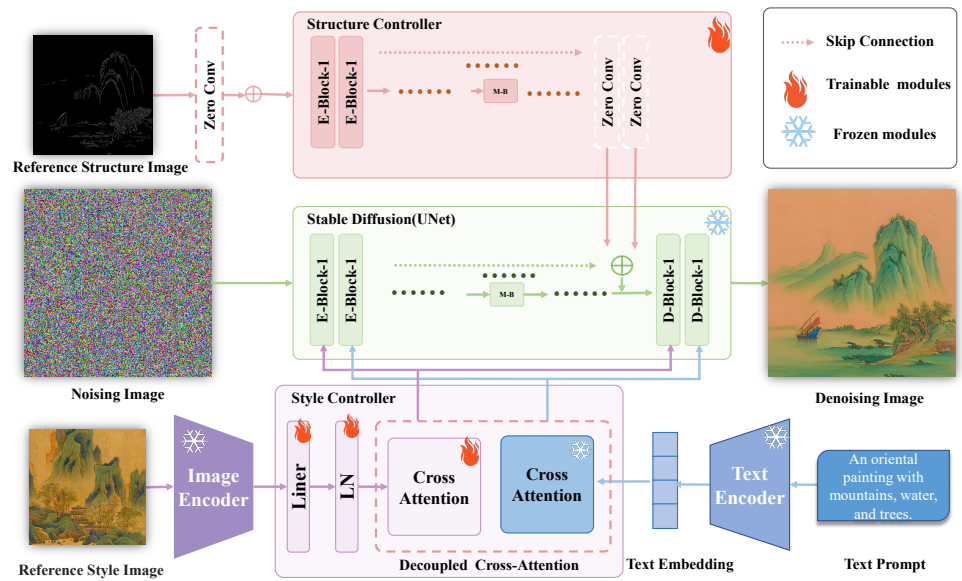 Structure Controller
Zero Conv
E-Block-1
E-Block-1
M-B
Zero Conv
Zero Conv
Reference Structure Image
Skip Connection
Trainable modules
Frozen modules
Stable Diffusion(UNet)
E-Block-1
E-Block-1
M-B
D-Block-1
D-Block-1
Noising Image
Denoising Image
Style Controller
Image
Encoder
Liner
LN
Cross
Attention
Cross
Attention
Text
Encoder
An oriental
painting with
mountains, water,
and trees.
Reference Style Image
Decoupled Cross-Attention
Text Embedding
Text Prompt